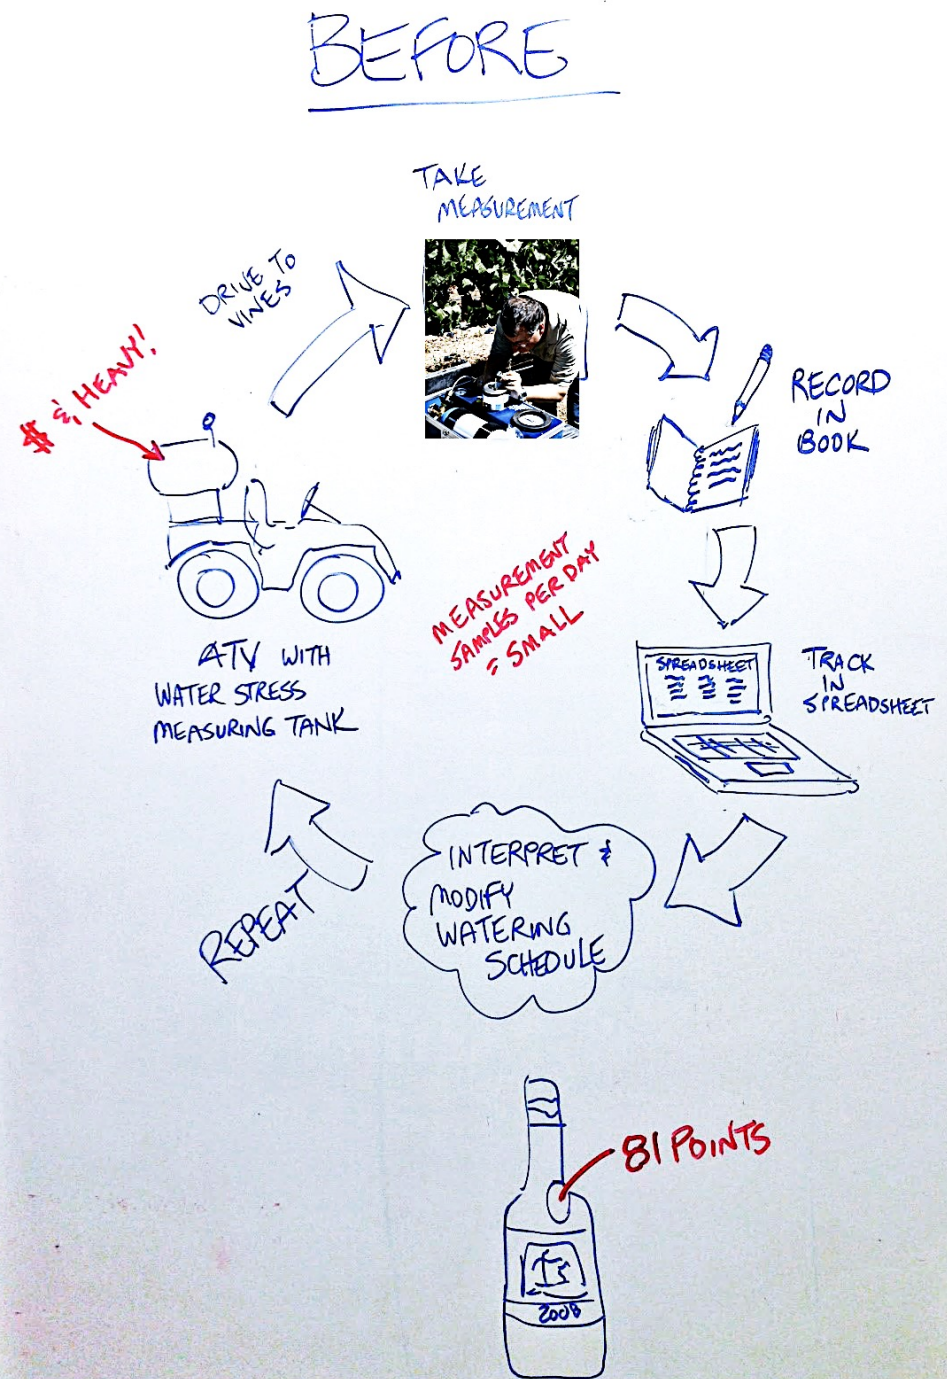 BEFORE
TAKE
MEASUREMENT
DRIVE TO
VINES
$ & HEAVY!
RECORD
IN
BOOK
MEASUREMENT
SAMPLES PER DAY
= SMALL
ATV WITH
WATER STRESS
MEASURING TANK
SPREADSHEET
TRACK
IN
SPREADSHEET
INTERPRET &
MODIFY
WATERING
SCHEDULE
REPEAT
81 POINTS
2008